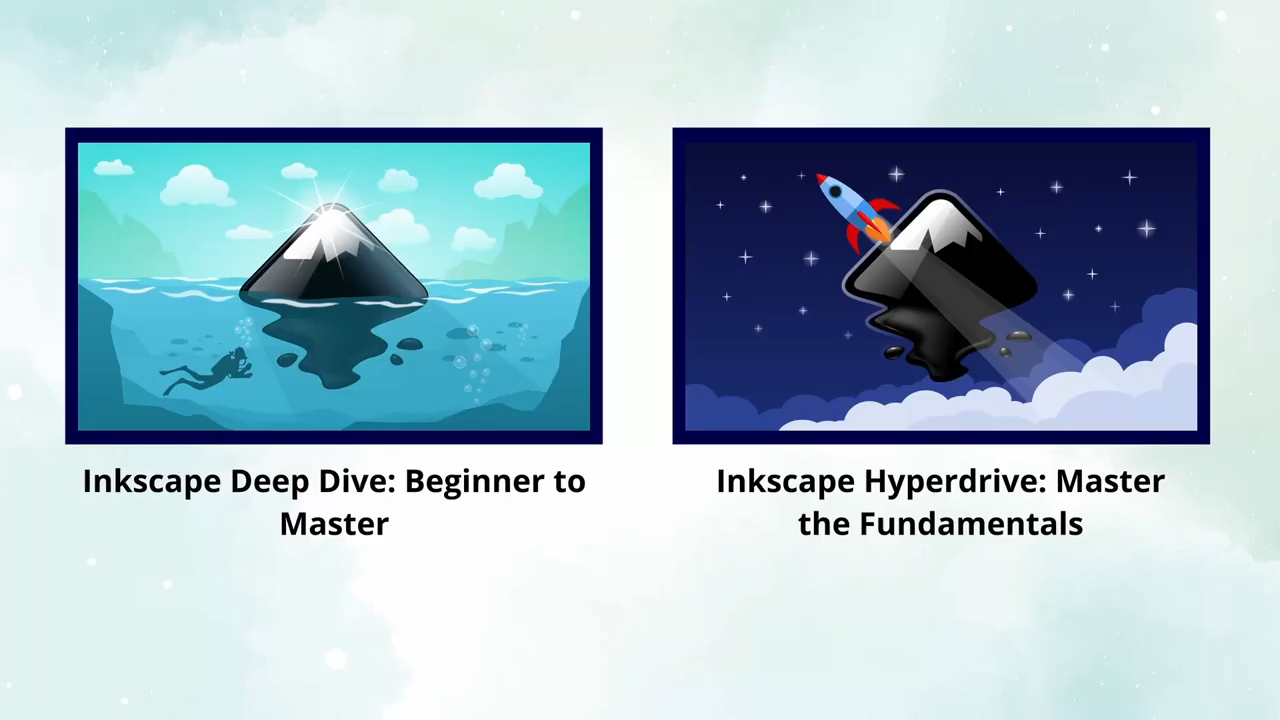 Inkscape Deep Dive: Beginner to
Master
Inkscape Hyperdrive: Master
the Fundamentals